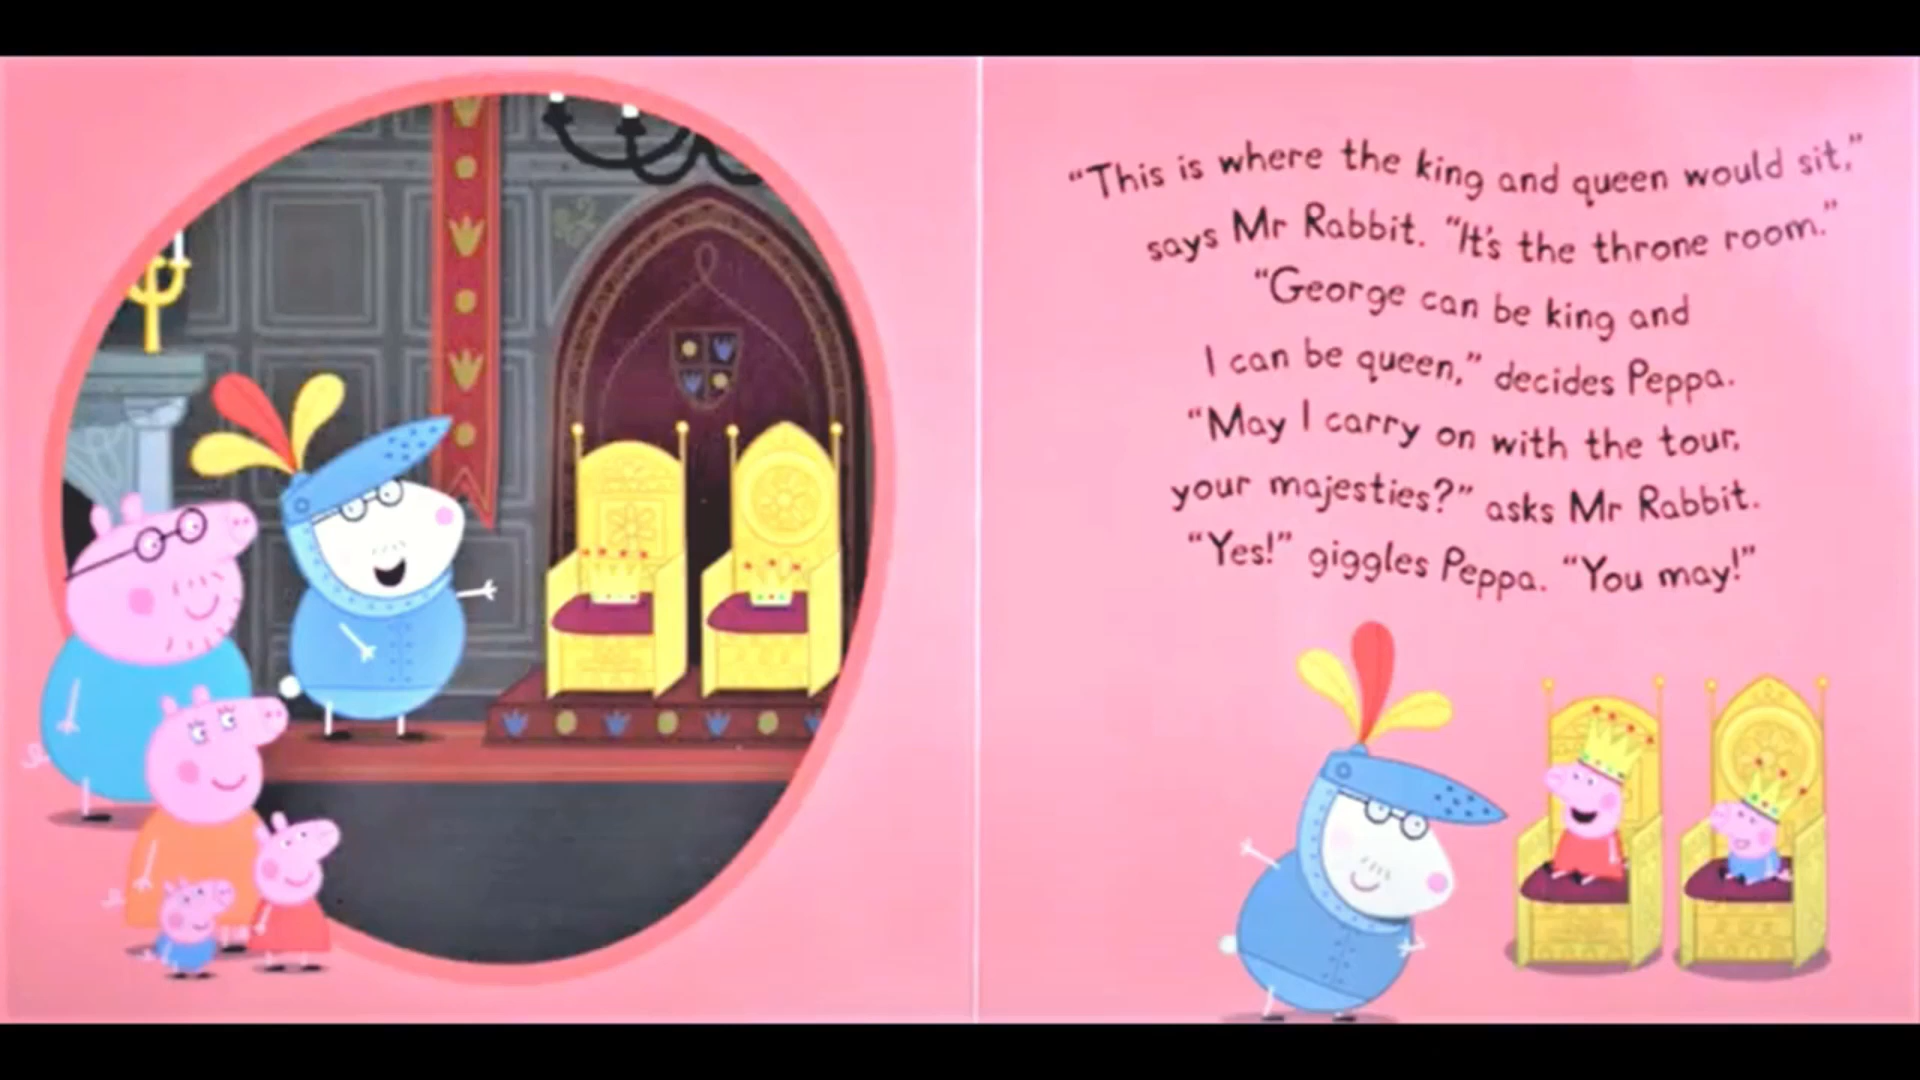 “This is where the king and queen would sit,”
says Mr Rabbit. “It’s the throne room.”
“George can be king and
I can be queen,” decides Peppa.
“May I carry on with the tour,
your majesties?” asks Mr Rabbit.
“Yes!” giggles Peppa. “You may!”